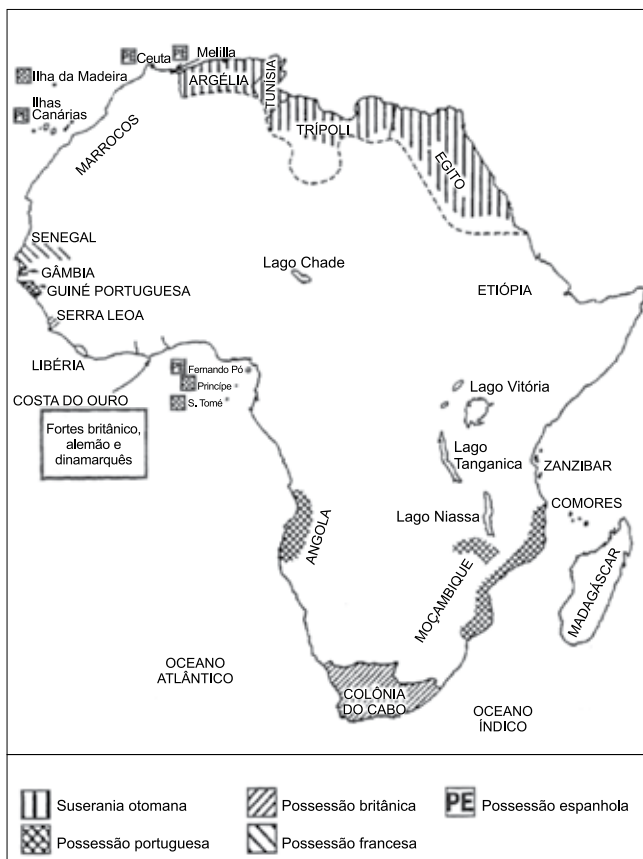 PE Ceuta PE Melilla
Ilha da Madeira
ARGÉLIA
TUNÍSIA
Ilhas
PE Canárias
MARROCOS
TRÍPOLI
EGITO
SENEGAL
GÂMBIA
Lago Chade
ETIÓPIA
GUINÉ PORTUGUESA
SERRA LEOA
LIBÉRIA
PE Fernando Pó
Príncipe
S. Tomé
COSTA DO OURO
Fortes britânico,
alemão e
dinamarquês
Lago Vitória
Lago
Tanganica
ZANZIBAR
COMORES
Lago Niassa
ANGOLA
MOÇAMBIQUE
MADAGÁSCAR
OCEANO
ATLÂNTICO
COLÔNIA
DO CABO
OCEANO
ÍNDICO
Suserania otomana
Possessão britânica
PE Possessão espanhola
Possessão portuguesa
Possessão francesa